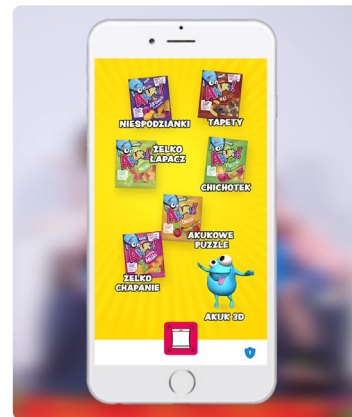 NIESPODZIANKI
TAPETY
ŻELKO
ŁAPACZ
CHICHOTEK
AKUKOWE
PUZZLE
ŻELKO
CHAPANIE
AKUK 3D